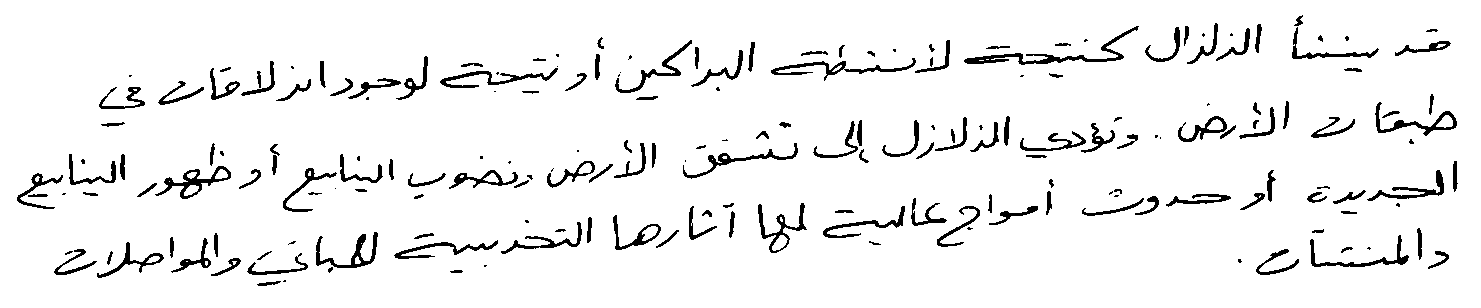 قد ينشأ الزلزال كنتيجة لأنشطة البراكين أو نتيجة لوجود انزلاقات في
طبقات الأرض. وتؤدي الزلازل إلى تشقق الأرض ونضوب الينابيع أو ظهور الينابيع
الجديدة أو حدوث أمواج عالية لها آثارها التخريبية للمباني والمواصلات
والمنشآت.